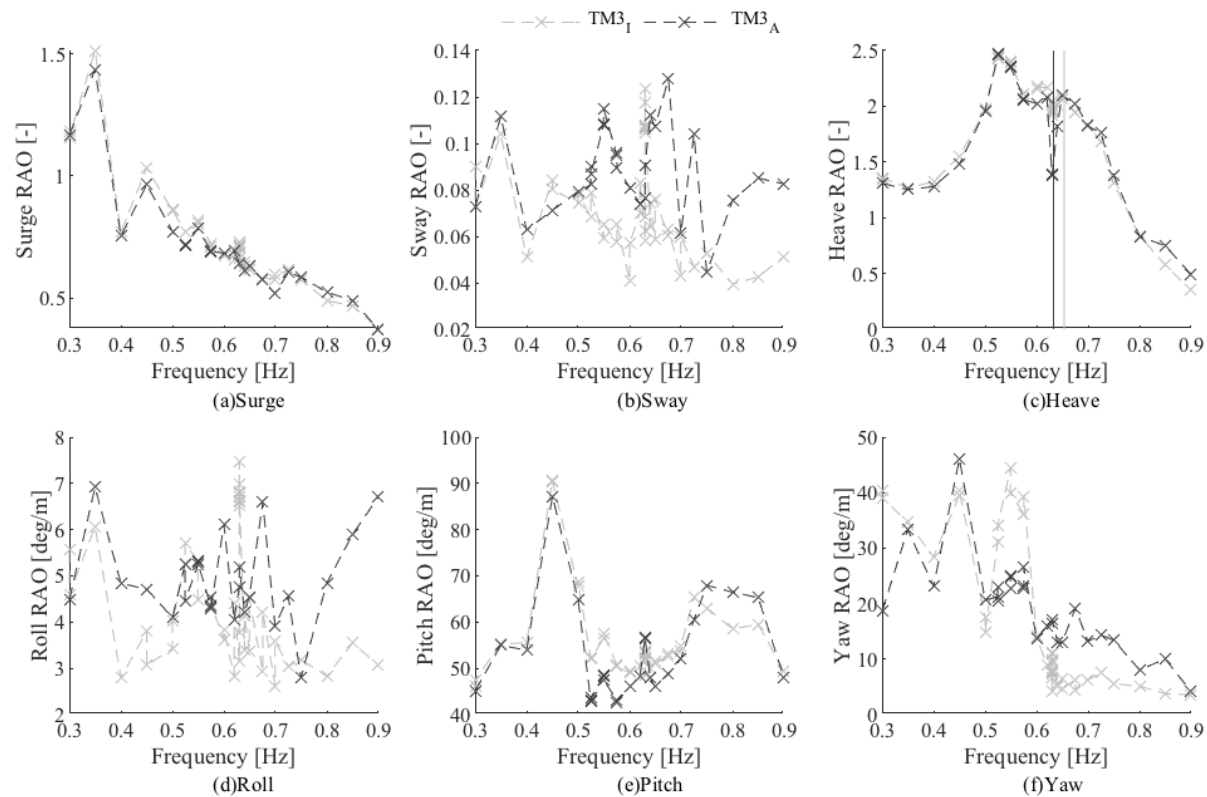 TM3I TM3A
1.5
1
0.5
Surge RAO [-]
0.3 0.4 0.5 0.6 0.7 0.8 0.9
Frequency [Hz]
(a)Surge
0.14
0.12
0.1
0.08
0.06
0.04
0.02
Sway RAO [-]
0.3 0.4 0.5 0.6 0.7 0.8 0.9
Frequency [Hz]
(b)Sway
2.5
2
1.5
1
0.5
0
Heave RAO [-]
0.3 0.4 0.5 0.6 0.7 0.8 0.9
Frequency [Hz]
(c)Heave
8
7
6
5
4
3
2
Roll RAO [deg/m]
0.3 0.4 0.5 0.6 0.7 0.8 0.9
Frequency [Hz]
(d)Roll
100
90
80
70
60
50
40
Pitch RAO [deg/m]
0.3 0.4 0.5 0.6 0.7 0.8 0.9
Frequency [Hz]
(e)Pitch
50
40
30
20
10
0
Yaw RAO [deg/m]
0.3 0.4 0.5 0.6 0.7 0.8 0.9
Frequency [Hz]
(f)Yaw